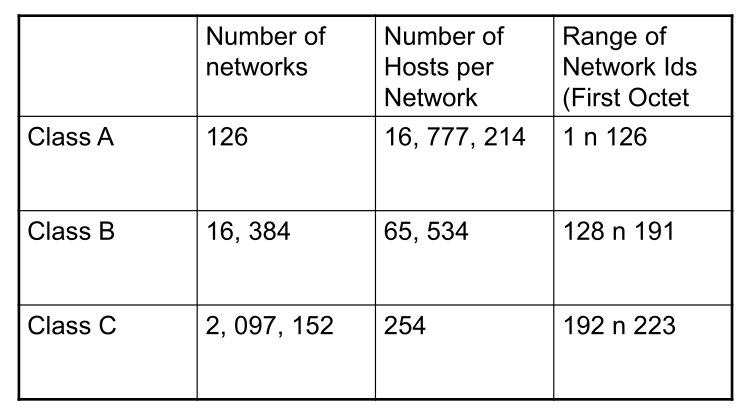 Number of networks
Number of Hosts per Network
Range of Network Ids (First Octet
Class A 126 16, 777, 214 1 n 126
Class B 16, 384 65, 534 128 n 191
Class C 2, 097, 152 254 192 n 223